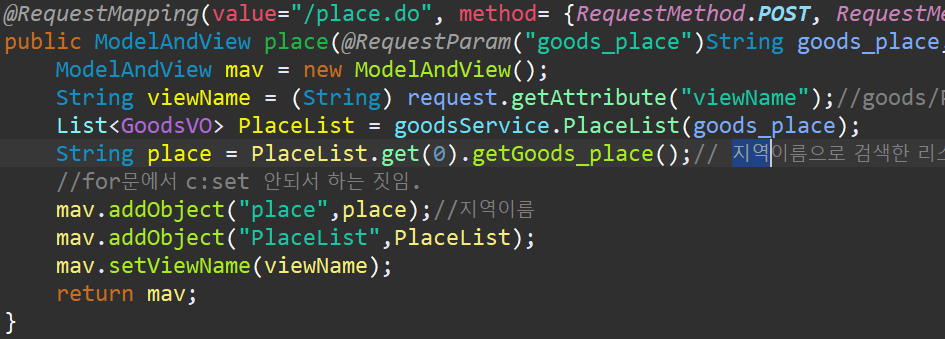 @RequestMapping(value="/place.do", method= {RequestMethod.POST, RequestMe
public ModelAndView place(@RequestParam("goods_place")String goods_place,
ModelAndView mav = new ModelAndView();
String viewName = (String) request.getAttribute("viewName");//goods/
List<GoodsVO> PlaceList = goodsService.PlaceList(goods_place);
String place = PlaceList.get(0).getGoods_place();// 지역이름으로 검색한 리스
//for문에서 c:set 안되서 하는 짓임.
mav.addObject("place",place);//지역이름
mav.addObject("PlaceList",PlaceList);
mav.setViewName(viewName);
return mav;
}